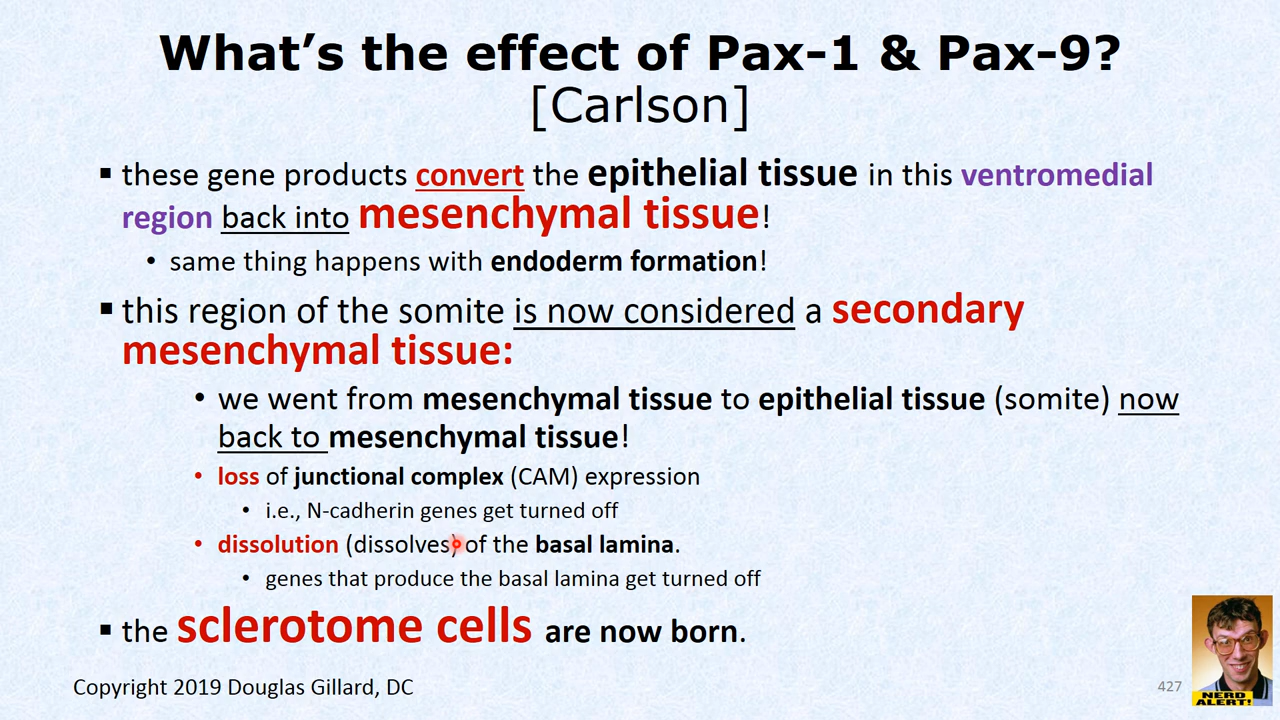 What’s the effect of Pax-1 & Pax-9?
[Carlson]
▪ these gene products convert the epithelial tissue in this ventromedial
region back into mesenchymal tissue!
• same thing happens with endoderm formation!
▪ this region of the somite is now considered a secondary
mesenchymal tissue:
• we went from mesenchymal tissue to epithelial tissue (somite) now
back to mesenchymal tissue!
• loss of junctional complex (CAM) expression
• i.e., N-cadherin genes get turned off
• dissolution (dissolves) of the basal lamina.
• genes that produce the basal lamina get turned off
▪ the sclerotome cells are now born.
Copyright 2019 Douglas Gillard, DC
427
NERD
ALERT!